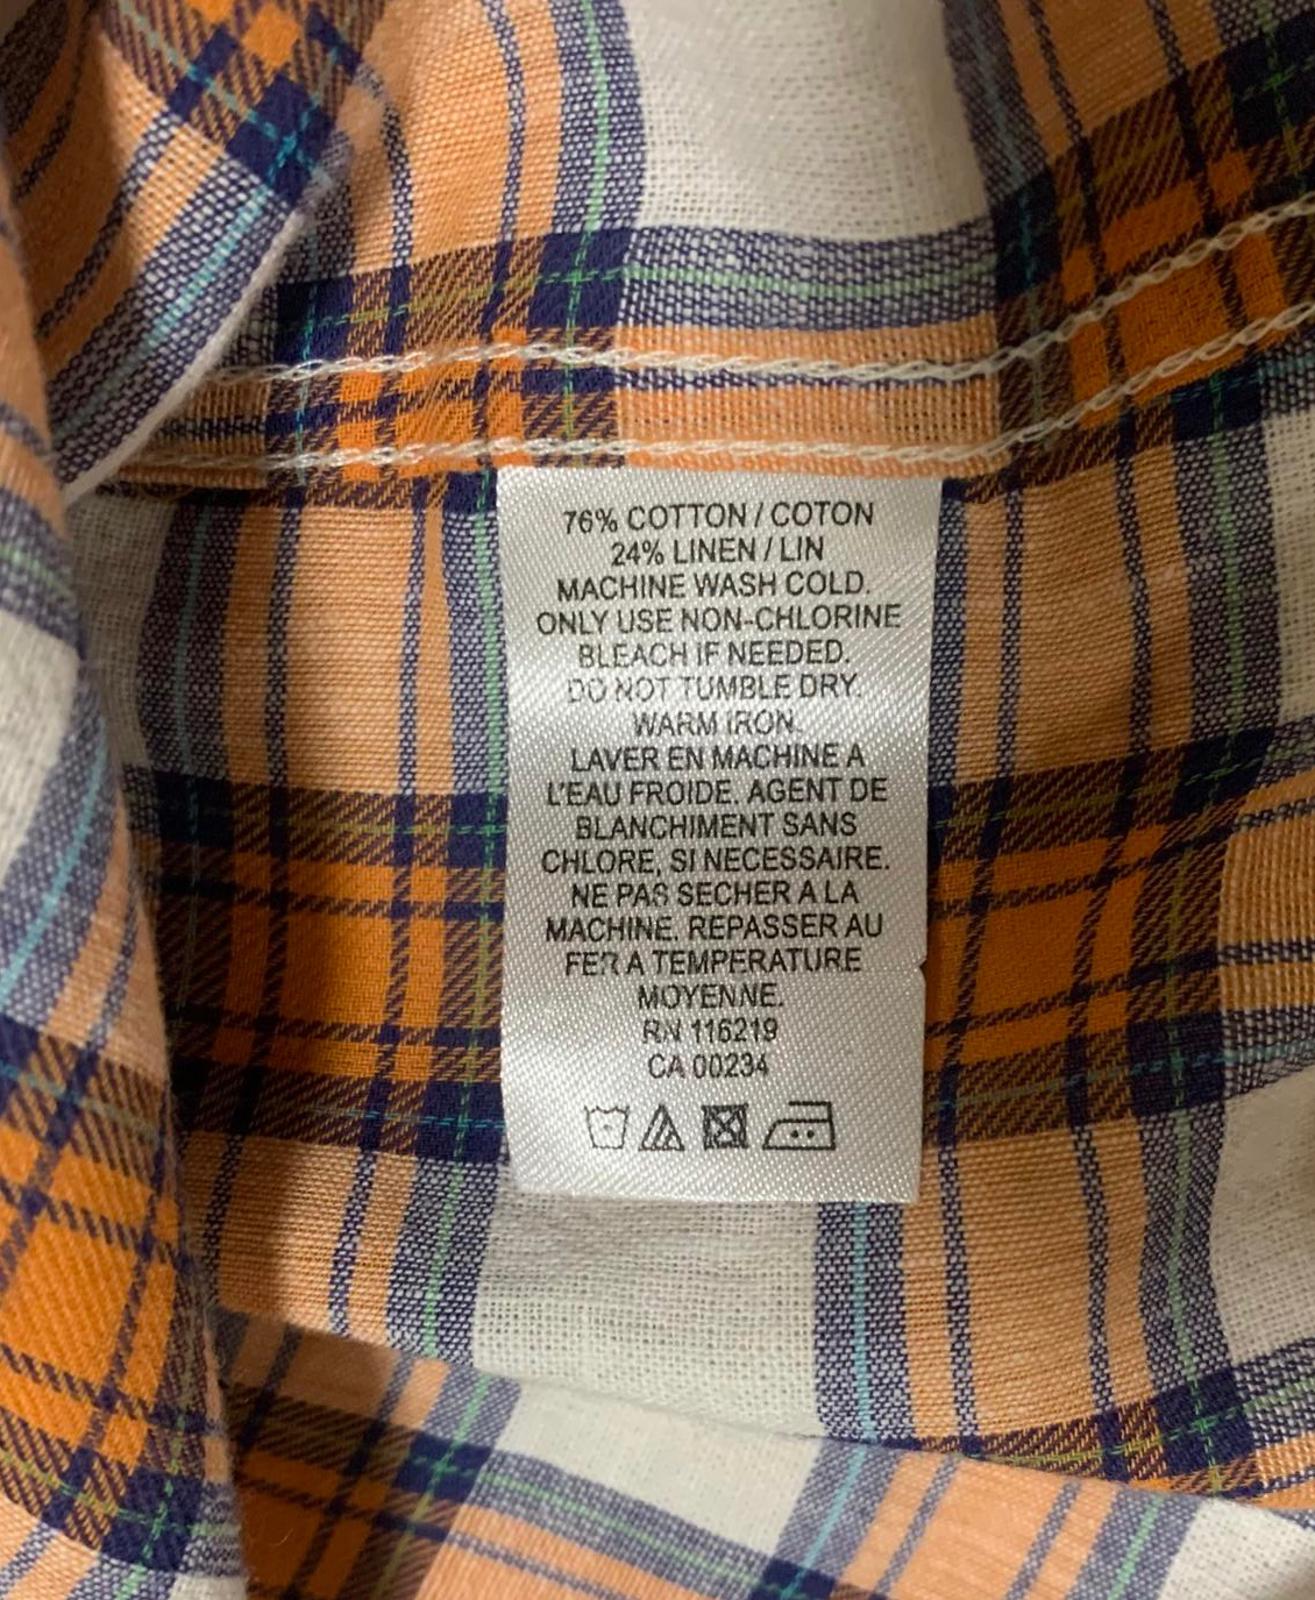 76% COTTON / COTON
24% LINEN / LIN
MACHINE WASH COLD.
ONLY USE NON-CHLORINE
BLEACH IF NEEDED.
DO NOT TUMBLE DRY.
WARM IRON.
LAVER EN MACHINE A
L'EAU FROIDE. AGENT DE
BLANCHIMENT SANS
CHLORE, SI NECESSAIRE.
NE PAS SECHER A LA
MACHINE. REPASSER AU
FER A TEMPERATURE
MOYENNE.
RN 116219
CA 00234